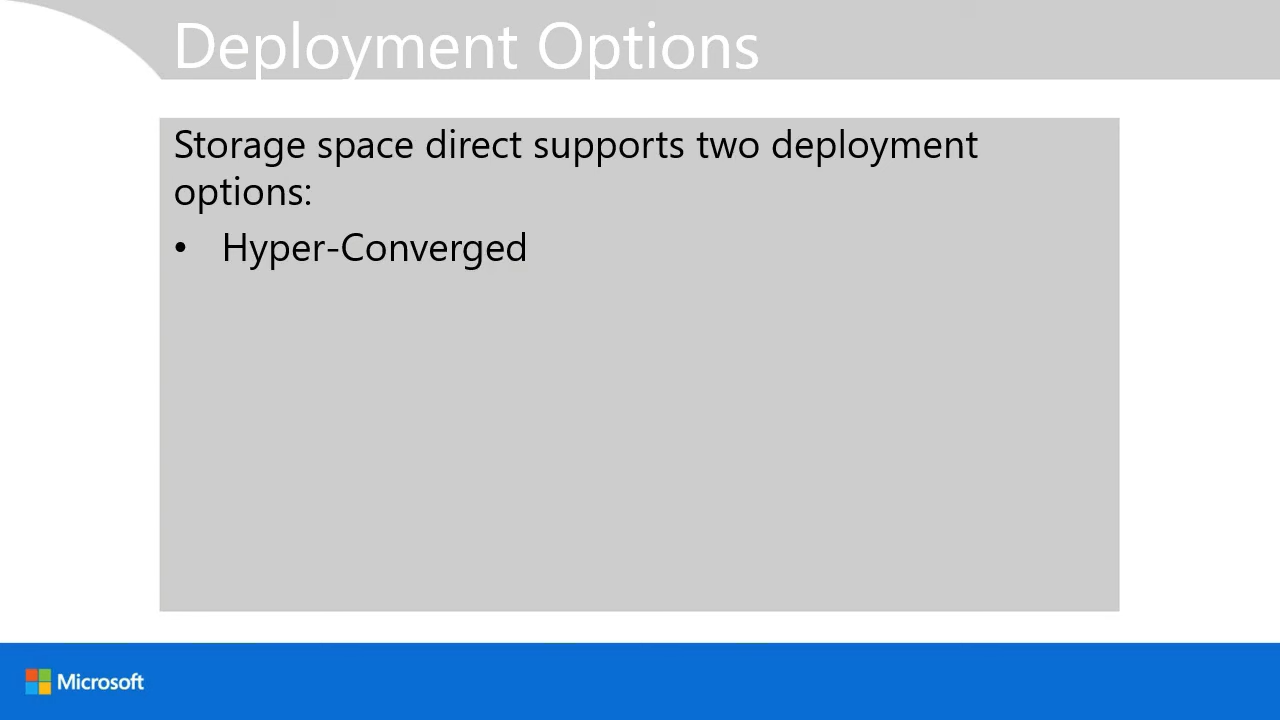 Deployment Options
Storage space direct supports two deployment
options:
• Hyper-Converged
Microsoft